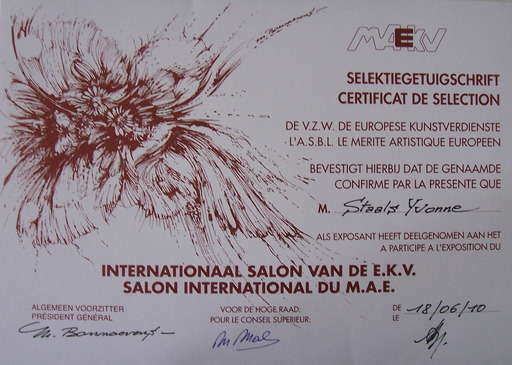 MAEKV
SELEKTIEGETUIGSCHRIFT
CERTIFICAT DE SELECTION
DE V.Z.W. DE EUROPESE KUNSTVERDIENSTE
L'A.S.B.L. LE MERITE ARTISTIQUE EUROPEEN
BEVESTIGT HIERBIJ DAT DE GENAAMDE
CONFIRME PAR LA PRESENTE QUE
M. Staals Yvonne
ALS EXPOSANT HEEFT DEELGENOMEN AAN HET
A PARTICIPE A L'EXPOSITION DU
INTERNATIONAAL SALON VAN DE E.K.V.
SALON INTERNATIONAL DU M.A.E.
ALGEMEEN VOORZITTER
PRÉSIDENT GÉNÉRAL
VOOR DE HOGE RAAD:
POUR LE CONSEIL SUPERIEUR:
DE 18/06/10
LE